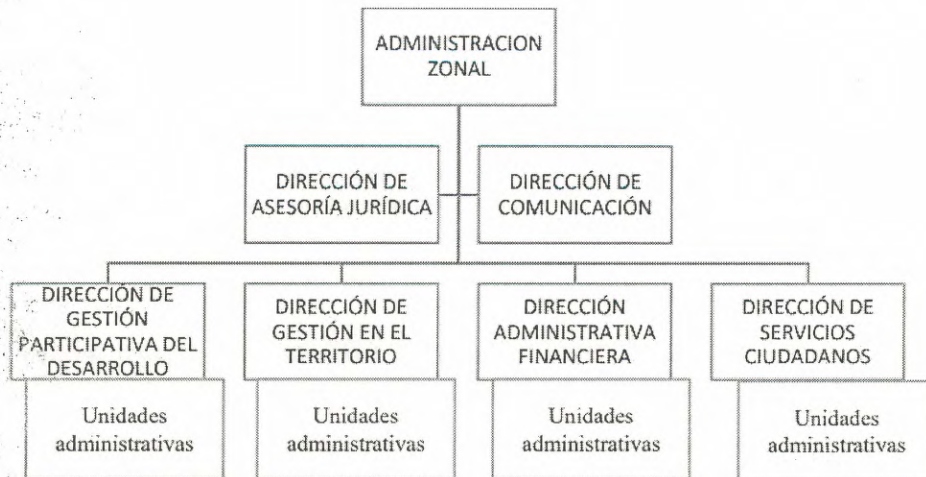 ADMINISTRACION
ZONAL
DIRECCIÓN DE
ASESORÍA JURÍDICA
DIRECCIÓN DE
COMUNICACIÓN
DIRECCIÓN DE
GESTIÓN
PARTICIPATIVA DEL
DESARROLLO
DIRECCIÓN DE
GESTIÓN EN EL
TERRITORIO
DIRECCIÓN
ADMINISTRATIVA
FINANCIERA
DIRECCIÓN DE
SERVICIOS
CIUDADANOS
Unidades
administrativas
Unidades
administrativas
Unidades
administrativas
Unidades
administrativas